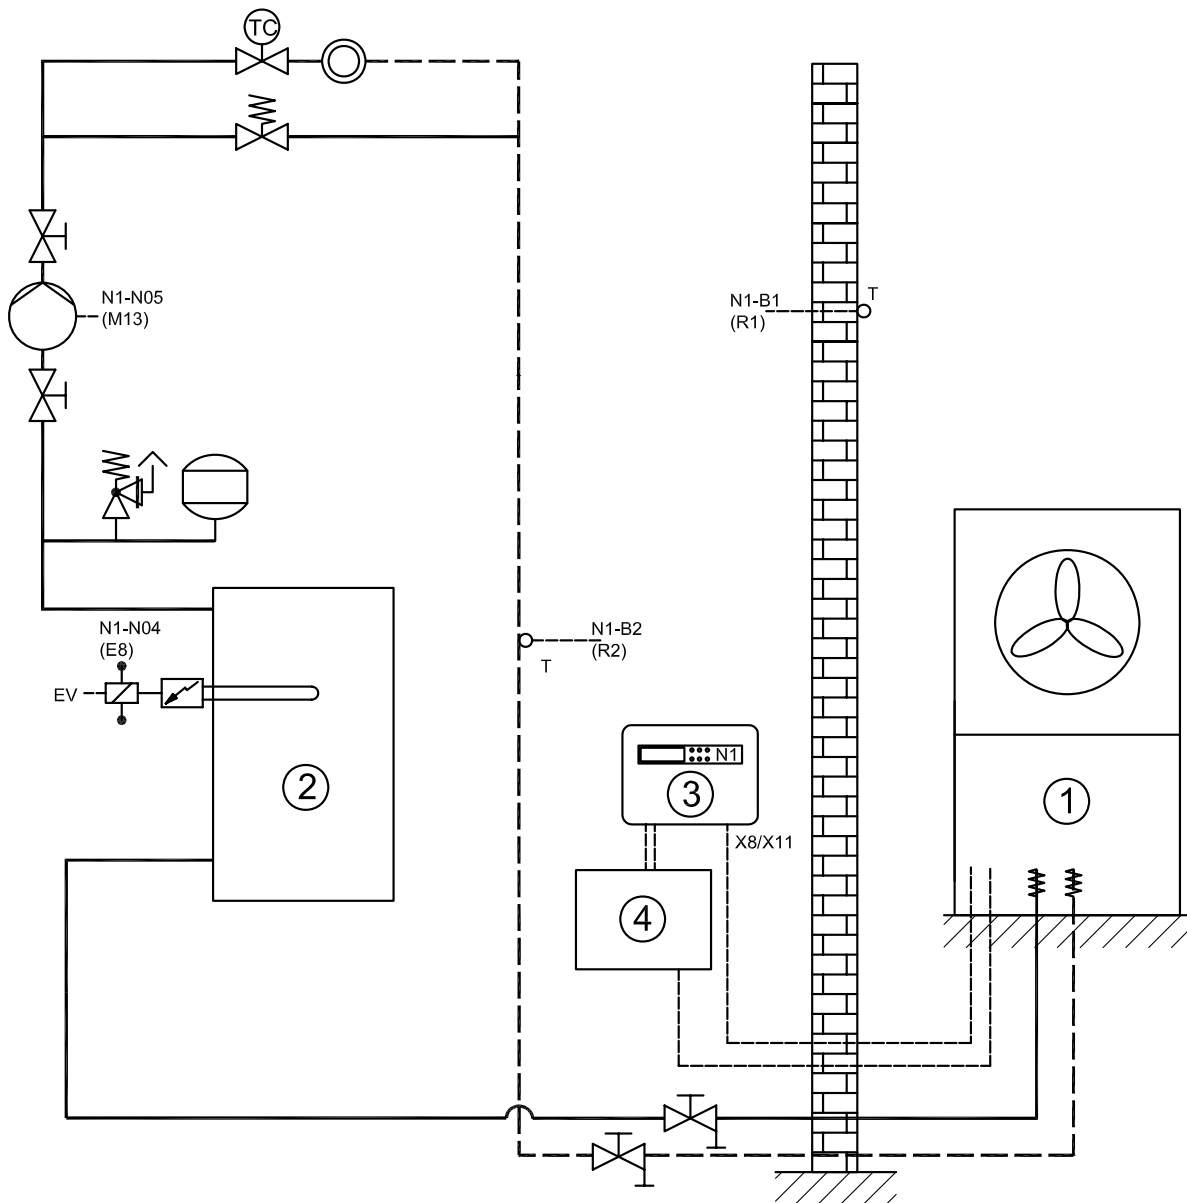 TC
N1-N05
(M13)
N1-B1
(R1)
T
N1-N04
(E8)
EV
N1-B2
(R2)
T
N1
3
X8/X11
2
1
4